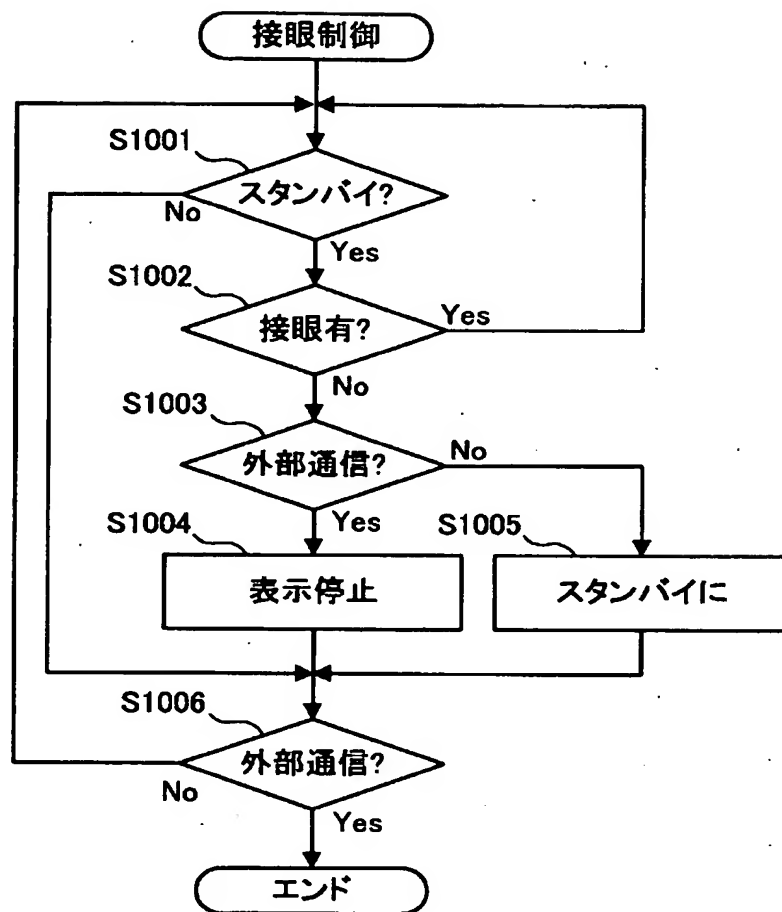 接眼制御
S1001
スタンバイ?
No
Yes
S1002
接眼有?
Yes
No
S1003
外部通信?
No
Yes
S1004
表示停止
S1005
スタンバイに
S1006
外部通信?
No
Yes
エンド